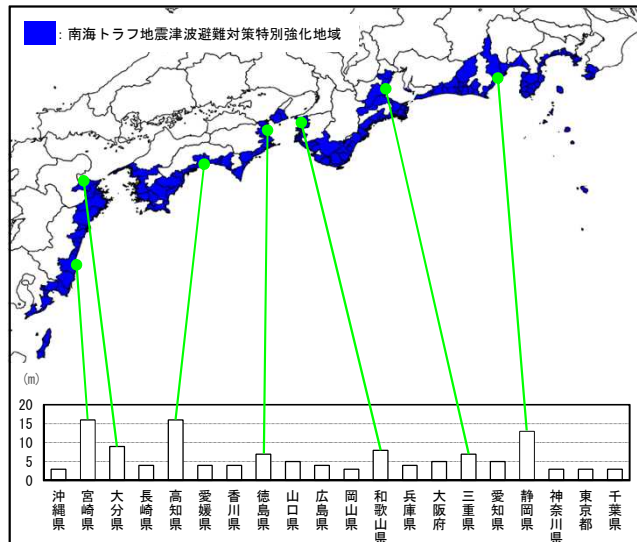 ：南海トラフ地震津波避難対策特別強化地域
(m)
20
15
10
5
0
沖縄県
宮崎県
大分県
長崎県
高知県
愛媛県
香川県
徳島県
山口県
広島県
岡山県
和歌山県
兵庫県
大阪府
三重県
愛知県
静岡県
神奈川県
東京都
千葉県